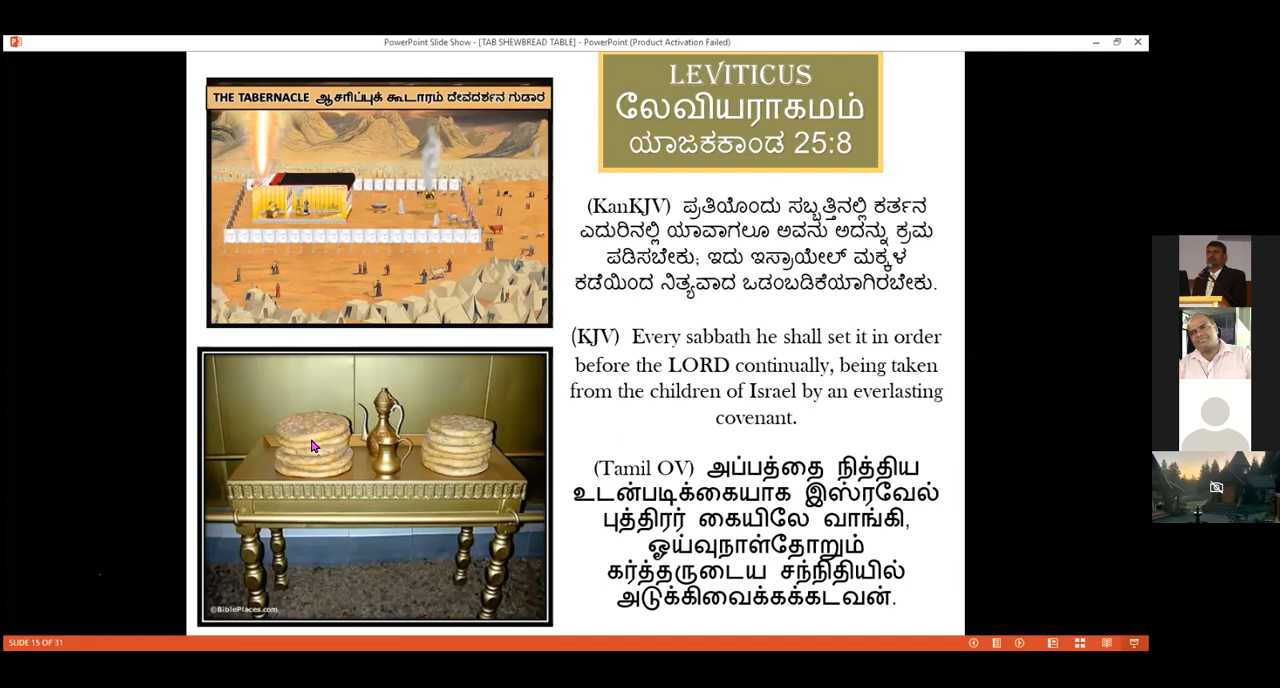 PowerPoint Slide Show - [TAB SHEWBREAD TABLE] - PowerPoint (Product Activation Failed)
THE TABERNACLE ஆசரிப்புக் கூடாரம் ದೇವದರ್ಶನ ಗುಡಾರ
©BiblePlaces.com
LEVITICUS
லேவியராகமம்
ಯಾಜಕಕಾಂಡ 25:8
(KanKJV) ಪ್ರತಿಯೊಂದು ಸಬ್ಬತ್ತಿನಲ್ಲಿ ಕರ್ತನ
ಎದುರಿನಲ್ಲಿ ಯಾವಾಗಲೂ ಅವನು ಅದನ್ನು ಕ್ರಮ
ಪಡಿಸಬೇಕು; ಇದು ಇಸ್ರಾಯೇಲ್ ಮಕ್ಕಳ
ಕಡೆಯಿಂದ ನಿತ್ಯವಾದ ಒಡಂಬಡಿಕೆಯಾಗಿರಬೇಕು.
(KJV) Every sabbath he shall set it in order
before the LORD continually, being taken
from the children of Israel by an everlasting
covenant.
(Tamil OV) அப்பத்தை நித்திய
உடன்படிக்கையாக இஸ்ரவேல்
புத்திரர் கையிலே வாங்கி,
ஓய்வுநாள்தோறும்
கர்த்தருடைய சந்நிதியில்
அடுக்கிவைக்கக்கடவன்.
SLIDE 15 OF 31